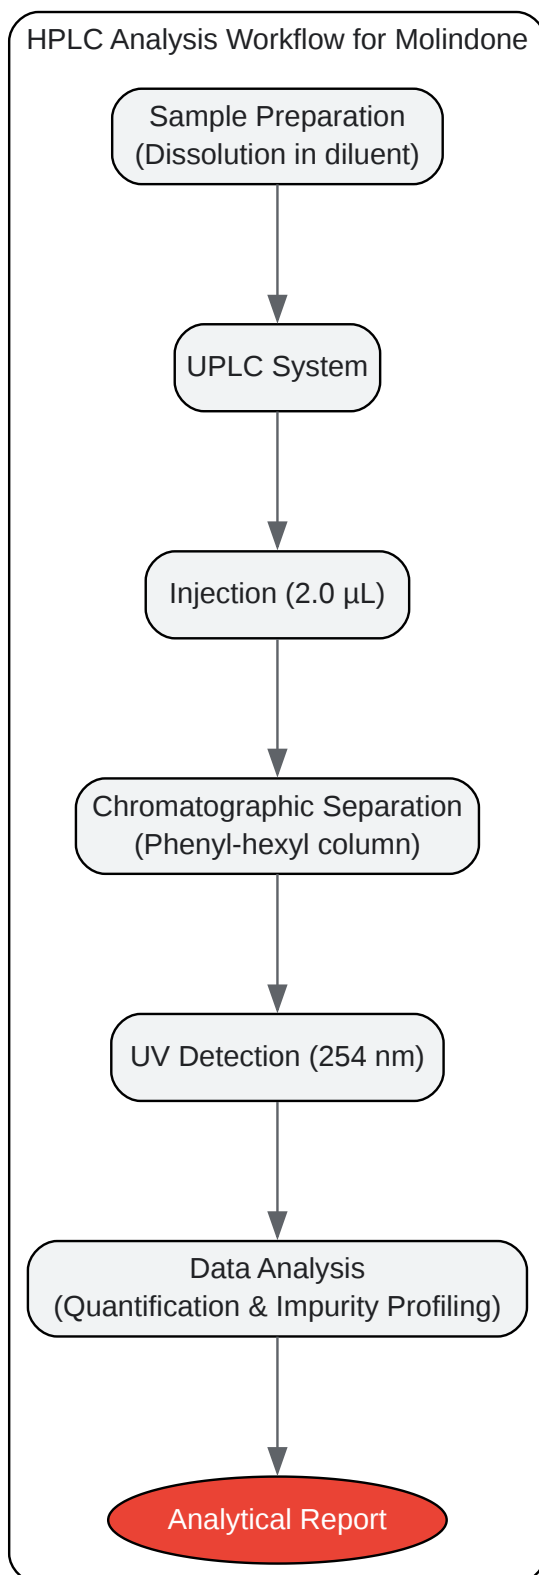 HPLC Analysis Workflow for Molindone
Sample Preparation
(Dissolution in diluent)
UPLC System
Injection (2.0 µL)
Chromatographic Separation
(Phenyl-hexyl column)
UV Detection (254 nm)
Data Analysis
(Quantification & Impurity Profiling)
Analytical Report